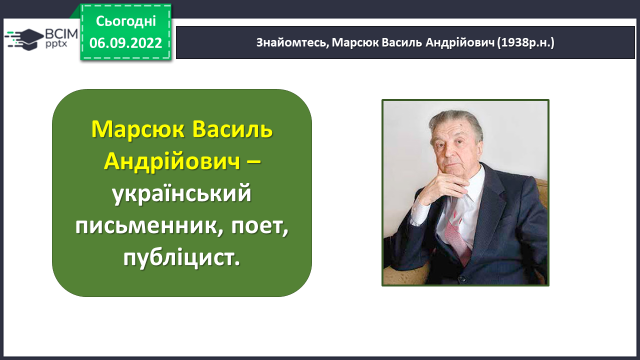 Сьогодні
06.09.2022
ВСІМ
pptx
Знайомтесь, Марсюк Василь Андрійович (1938р.н.)
Марсюк Василь
Андрійович –
український
письменник, поет,
публіцист.